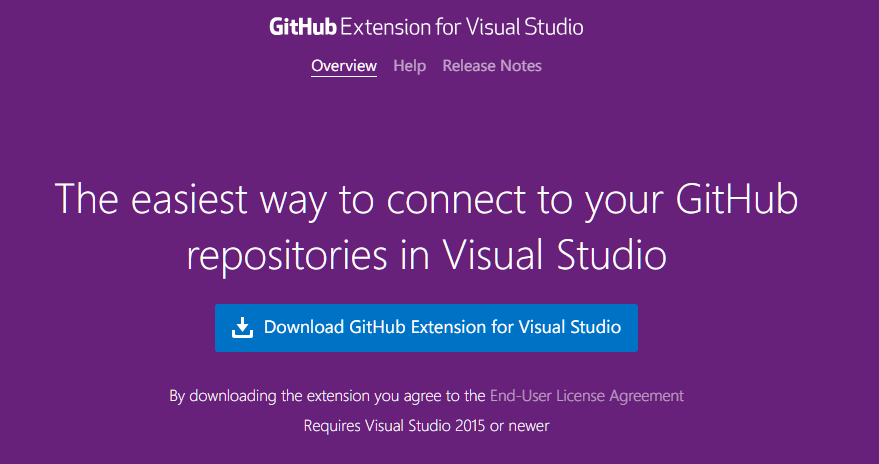 GitHub Extension for Visual Studio
Overview Help Release Notes
The easiest way to connect to your GitHub
repositories in Visual Studio
Download GitHub Extension for Visual Studio
By downloading the extension you agree to the End-User License Agreement
Requires Visual Studio 2015 or newer